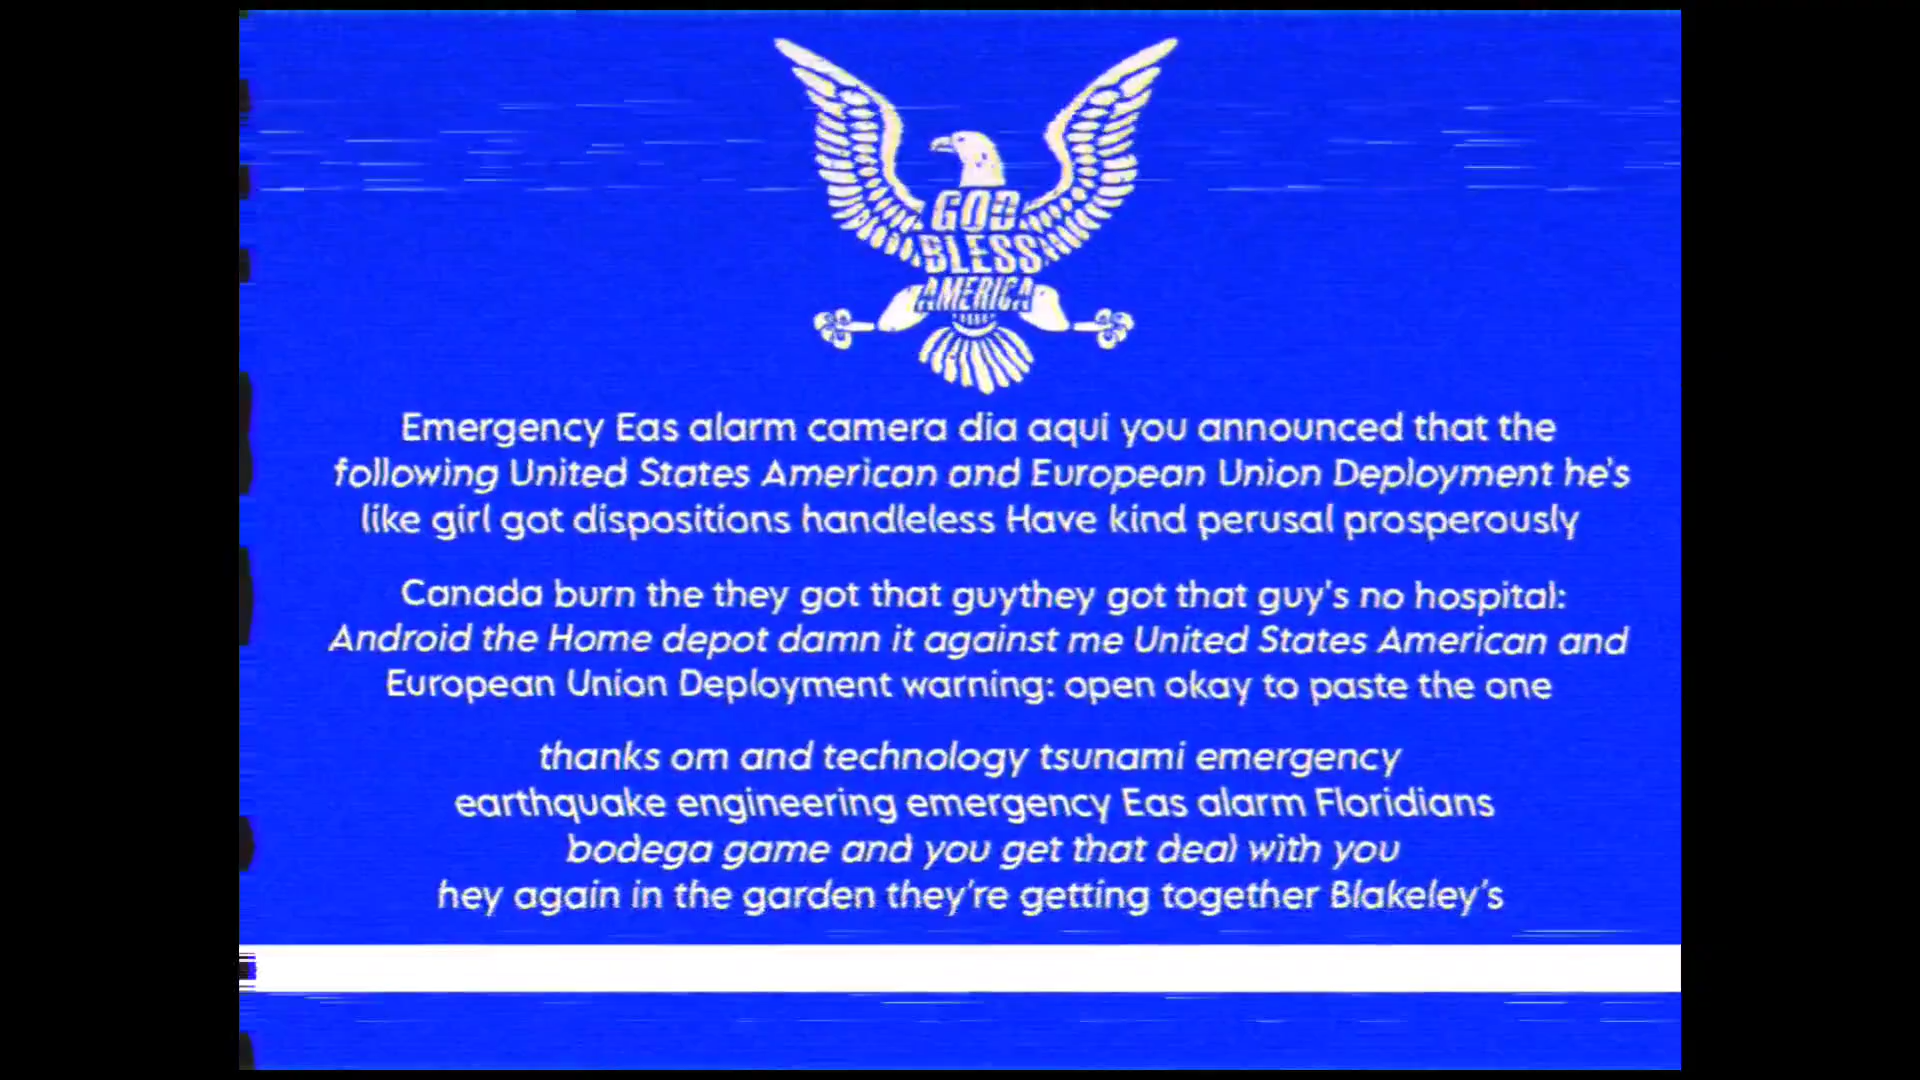 GOD
BLESS
AMERICA
Emergency Eas alarm camera dia aqui you announced that the
following United States American and European Union Deployment he's
like girl got dispositions handleless Have kind perusal prosperously
Canada burn the they got that guythey got that guy's no hospital:
Android the Home depot damn it against me United States American and
European Union Deployment warning: open okay to paste the one
thanks om and technology tsunami emergency
earthquake engineering emergency Eas alarm Floridians
bodega game and you get that deal with you
hey again in the garden they're getting together Blakeley's